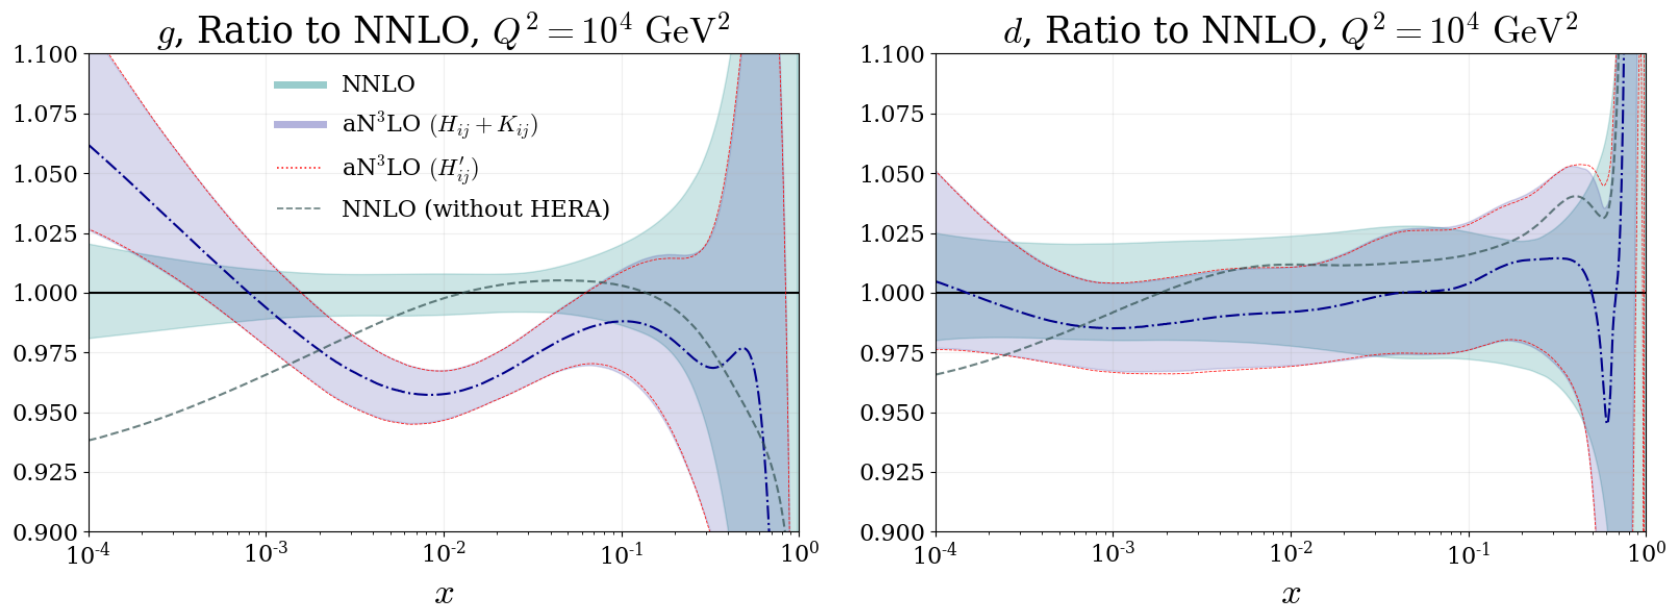 g, Ratio to NNLO, Q² = 10⁴ GeV²
1.100
1.075
1.050
1.025
1.000
0.975
0.950
0.925
0.900
NNLO
aN³LO (H_ij + K_ij)
aN³LO (H′_ij)
NNLO (without HERA)
10⁻⁴ 10⁻³ 10⁻² 10⁻¹ 10⁰
x
d, Ratio to NNLO, Q² = 10⁴ GeV²
1.100
1.075
1.050
1.025
1.000
0.975
0.950
0.925
0.900
10⁻⁴ 10⁻³ 10⁻² 10⁻¹ 10⁰
x